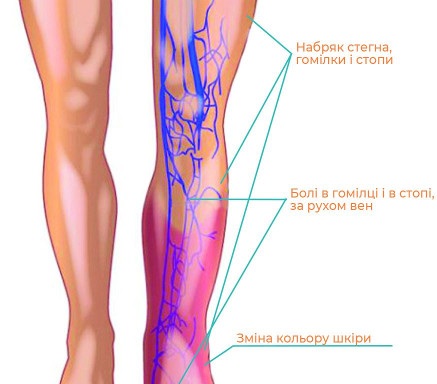 Набряк стегна,
гомілки і стопи
Болі в гомілці і в стопі,
за рухом вен
Зміна кольору шкіри